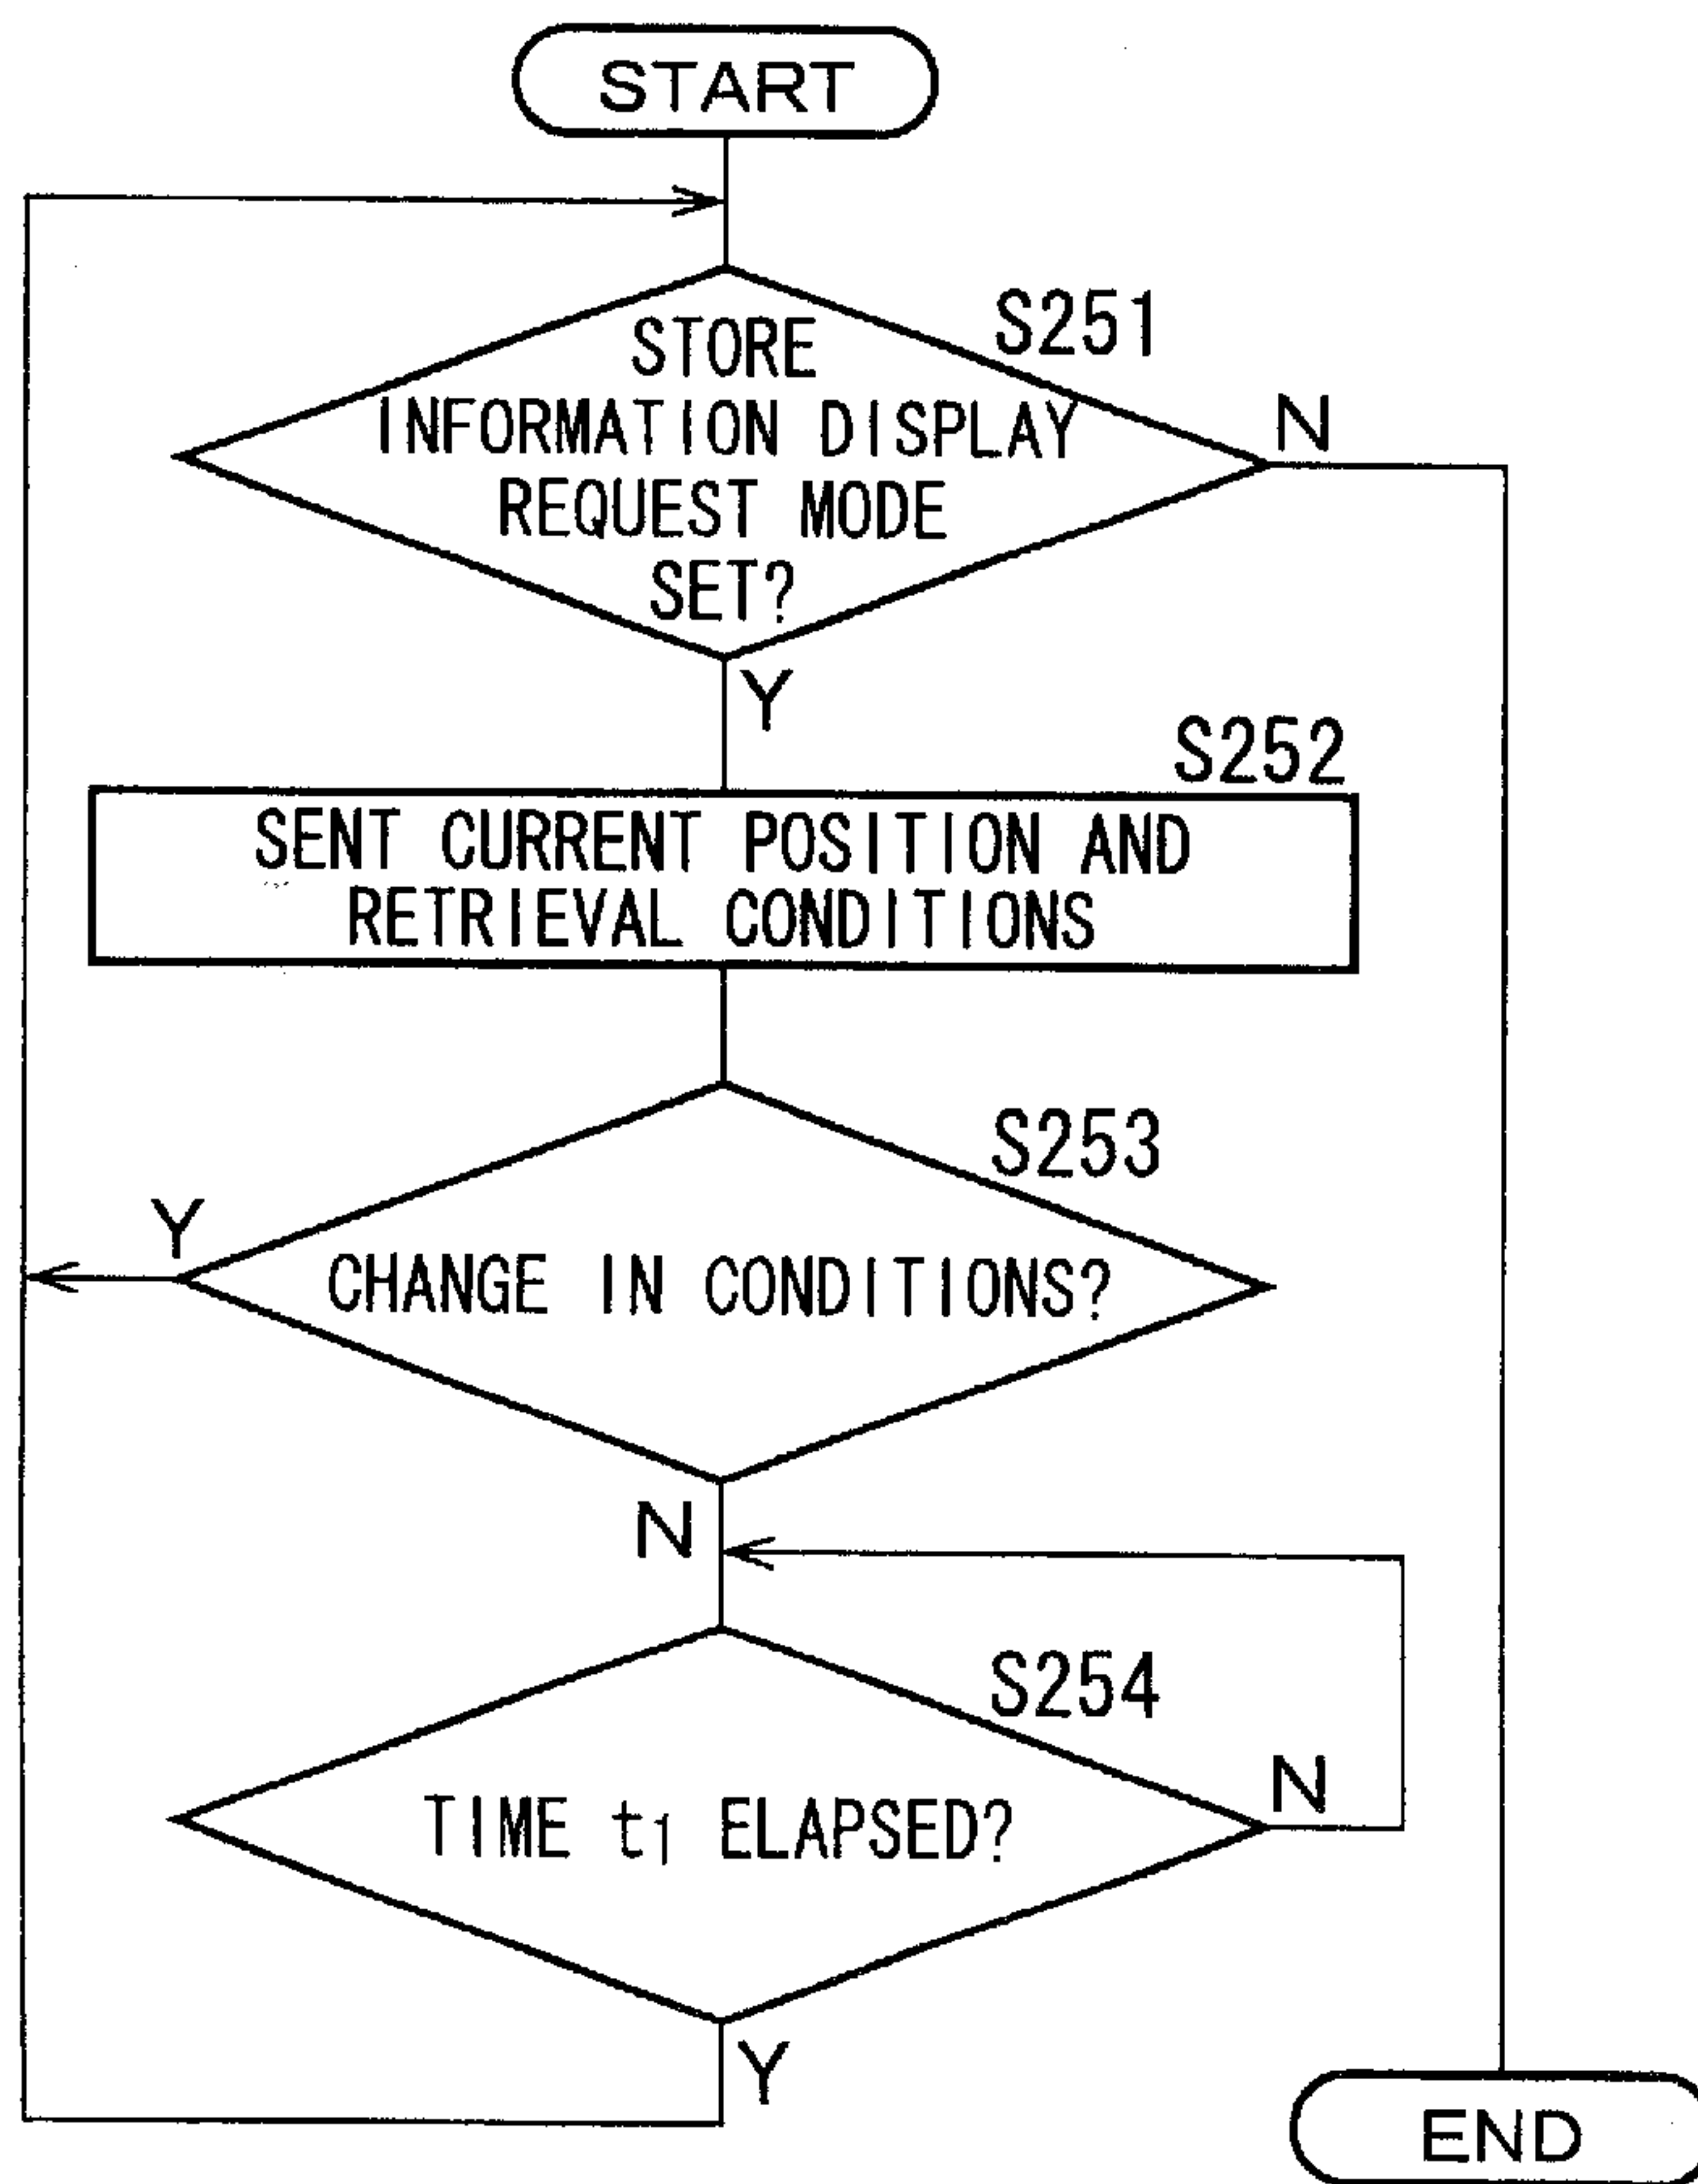 START
S251
STORE
INFORMATION DISPLAY
REQUEST MODE
SET?
N
Y
S252
SENT CURRENT POSITION AND
RETRIEVAL CONDITIONS
S253
Y
CHANGE IN CONDITIONS?
N
S254
N
TIME t1 ELAPSED?
Y
END